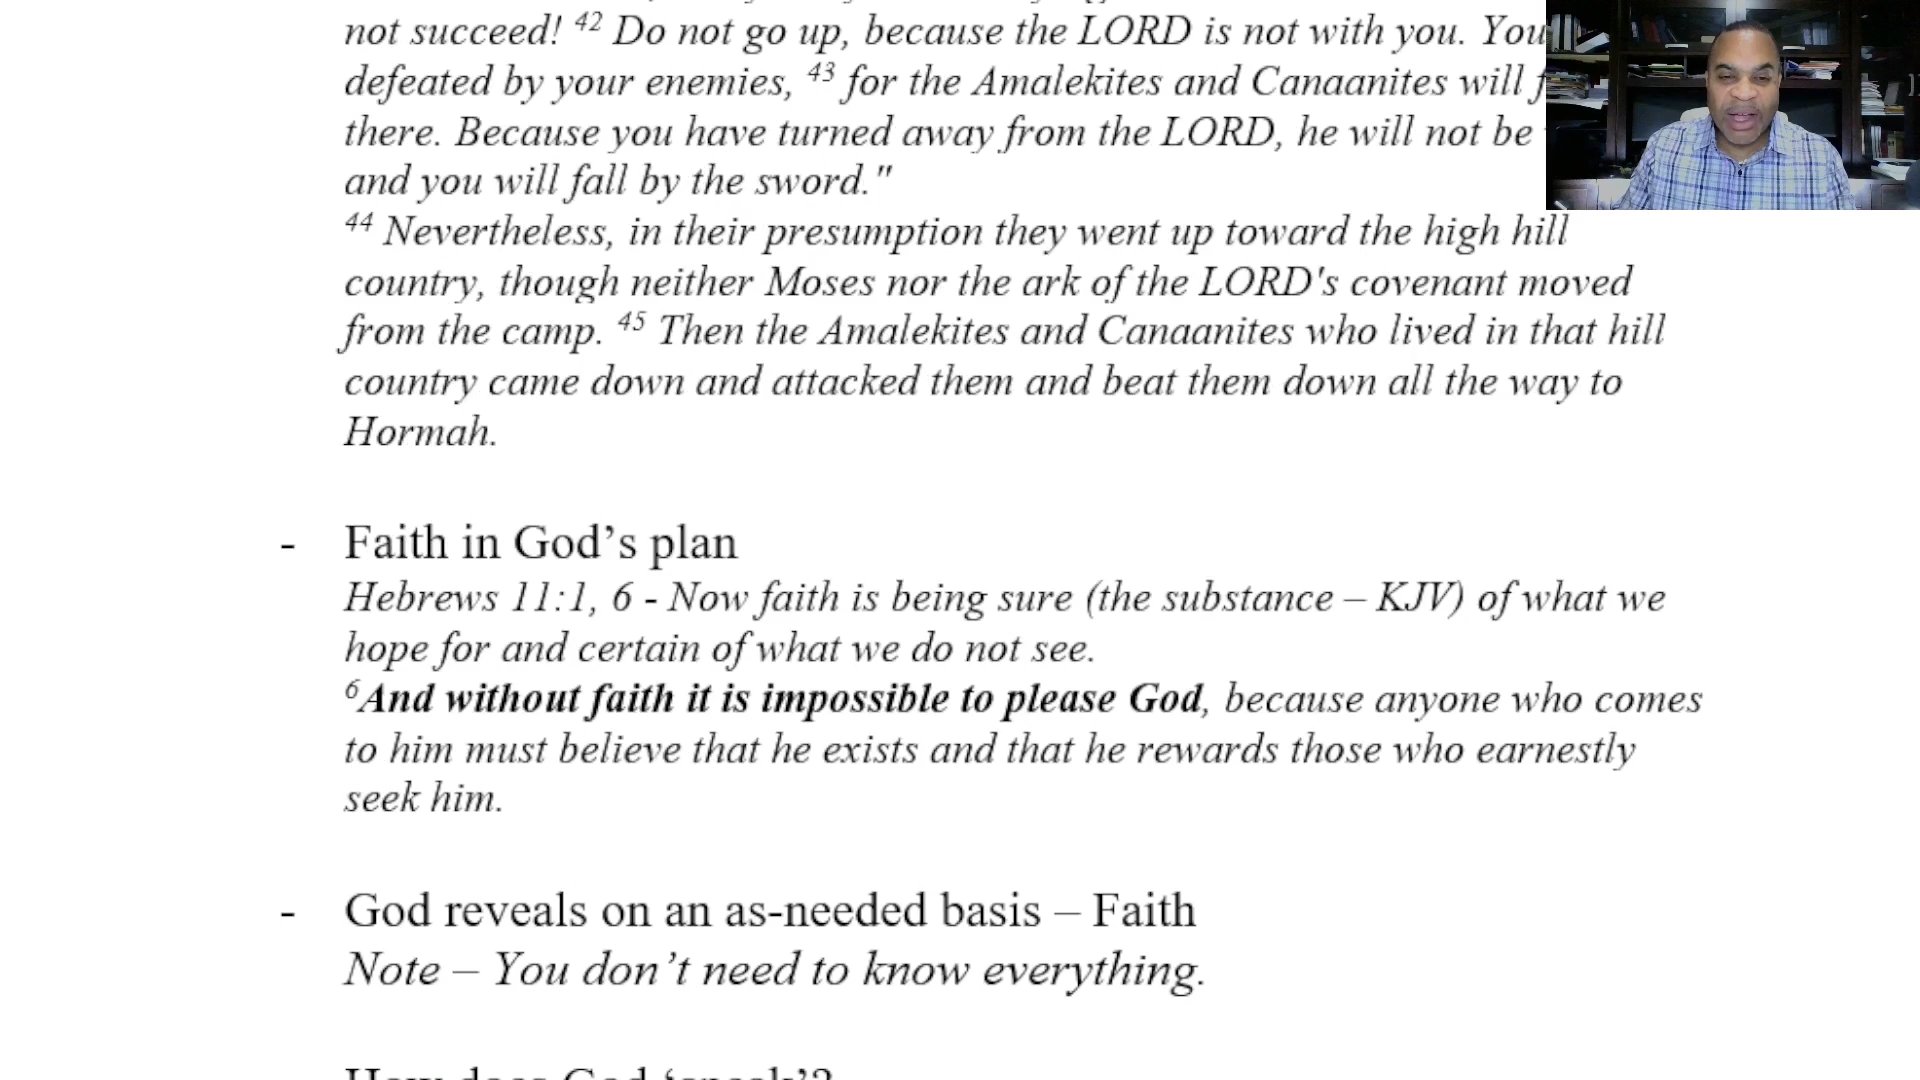 not succeed! 42 Do not go up, because the LORD is not with you. You
defeated by your enemies, 43 for the Amalekites and Canaanites will
there. Because you have turned away from the LORD, he will not be
and you will fall by the sword."
44 Nevertheless, in their presumption they went up toward the high hill
country, though neither Moses nor the ark of the LORD's covenant moved
from the camp. 45 Then the Amalekites and Canaanites who lived in that hill
country came down and attacked them and beat them down all the way to
Hormah.
- Faith in God’s plan
Hebrews 11:1, 6 - Now faith is being sure (the substance – KJV) of what we
hope for and certain of what we do not see.
6 And without faith it is impossible to please God, because anyone who comes
to him must believe that he exists and that he rewards those who earnestly
seek him.
- God reveals on an as-needed basis – Faith
Note – You don’t need to know everything.
How does God ‘speak’?